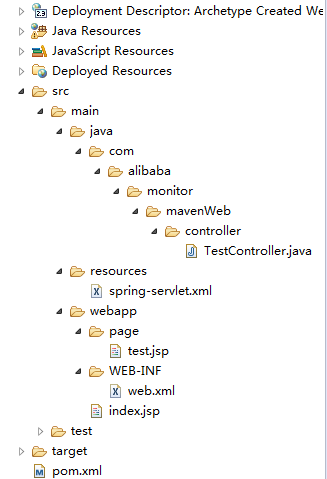 Deployment Descriptor: Archetype Created We
Java Resources
JavaScript Resources
Deployed Resources
src
main
java
com
alibaba
monitor
mavenWeb
controller
TestController.java
resources
spring-servlet.xml
webapp
page
test.jsp
WEB-INF
web.xml
index.jsp
test
target
pom.xml